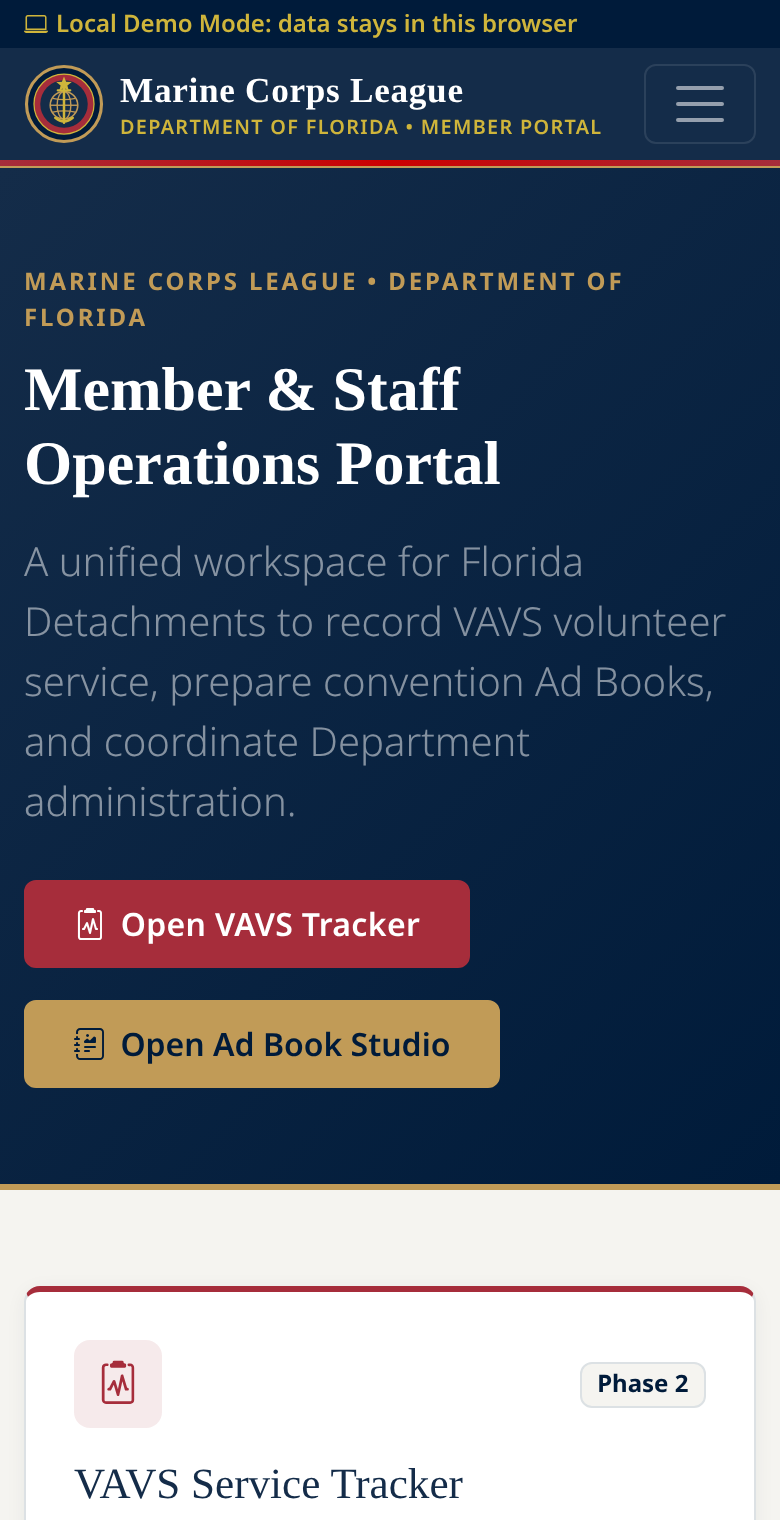 Local Demo Mode: data stays in this browser
Marine Corps League
DEPARTMENT OF FLORIDA • MEMBER PORTAL
MARINE CORPS LEAGUE • DEPARTMENT OF
FLORIDA
Member & Staff
Operations Portal
A unified workspace for Florida
Detachments to record VAVS volunteer
service, prepare convention Ad Books,
and coordinate Department
administration.
Open VAVS Tracker
Open Ad Book Studio
Phase 2
VAVS Service Tracker